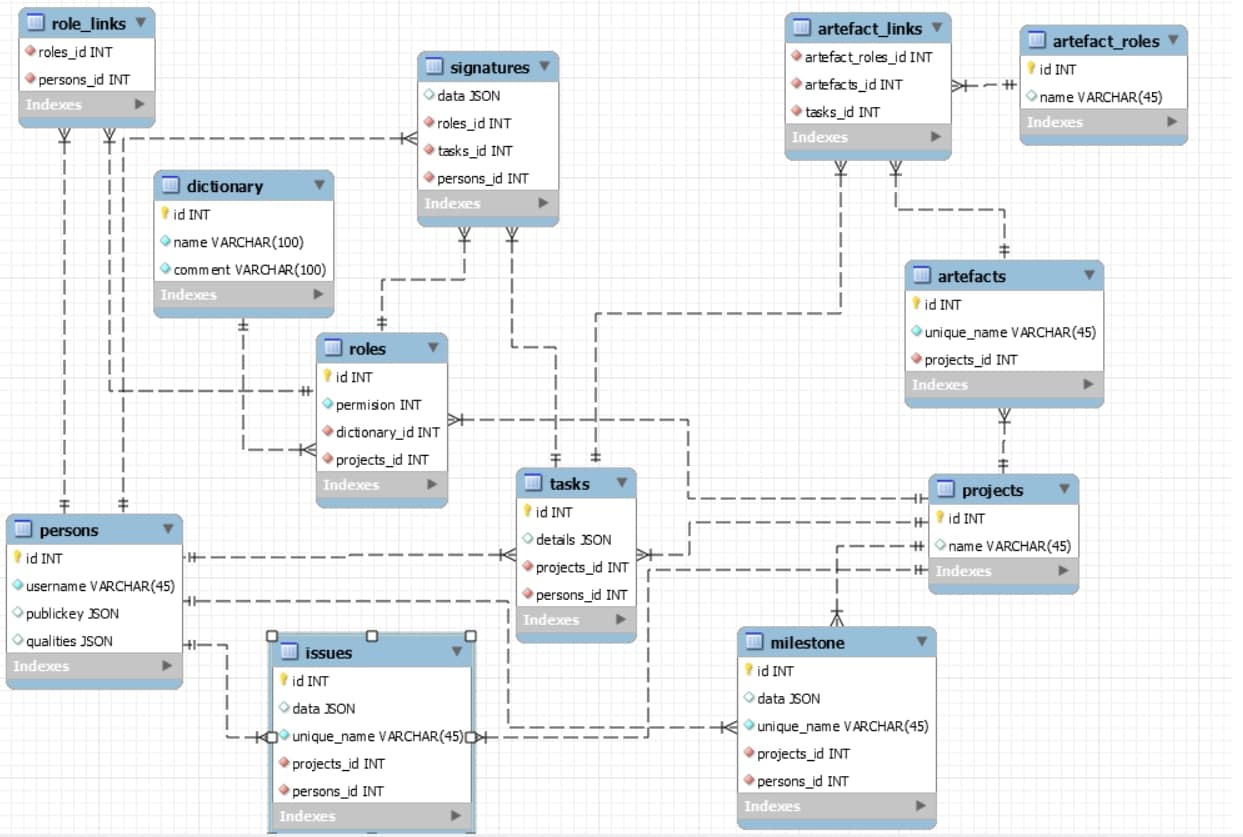 role_links
roles_id INT
persons_id INT
Indexes
signatures
data JSON
roles_id INT
tasks_id INT
persons_id INT
Indexes
artefact_links
artefact_roles_id INT
artefacts_id INT
tasks_id INT
Indexes
artefact_roles
id INT
name VARCHAR(45)
Indexes
dictionary
id INT
name VARCHAR(100)
comment VARCHAR(100)
Indexes
artefacts
id INT
unique_name VARCHAR(45)
projects_id INT
Indexes
roles
id INT
permision INT
dictionary_id INT
projects_id INT
Indexes
tasks
id INT
details JSON
projects_id INT
persons_id INT
Indexes
projects
id INT
name VARCHAR(45)
Indexes
persons
id INT
username VARCHAR(45)
publickey JSON
qualities JSON
Indexes
issues
id INT
data JSON
unique_name VARCHAR(45)
projects_id INT
persons_id INT
Indexes
milestone
id INT
data JSON
unique_name VARCHAR(45)
projects_id INT
persons_id INT
Indexes